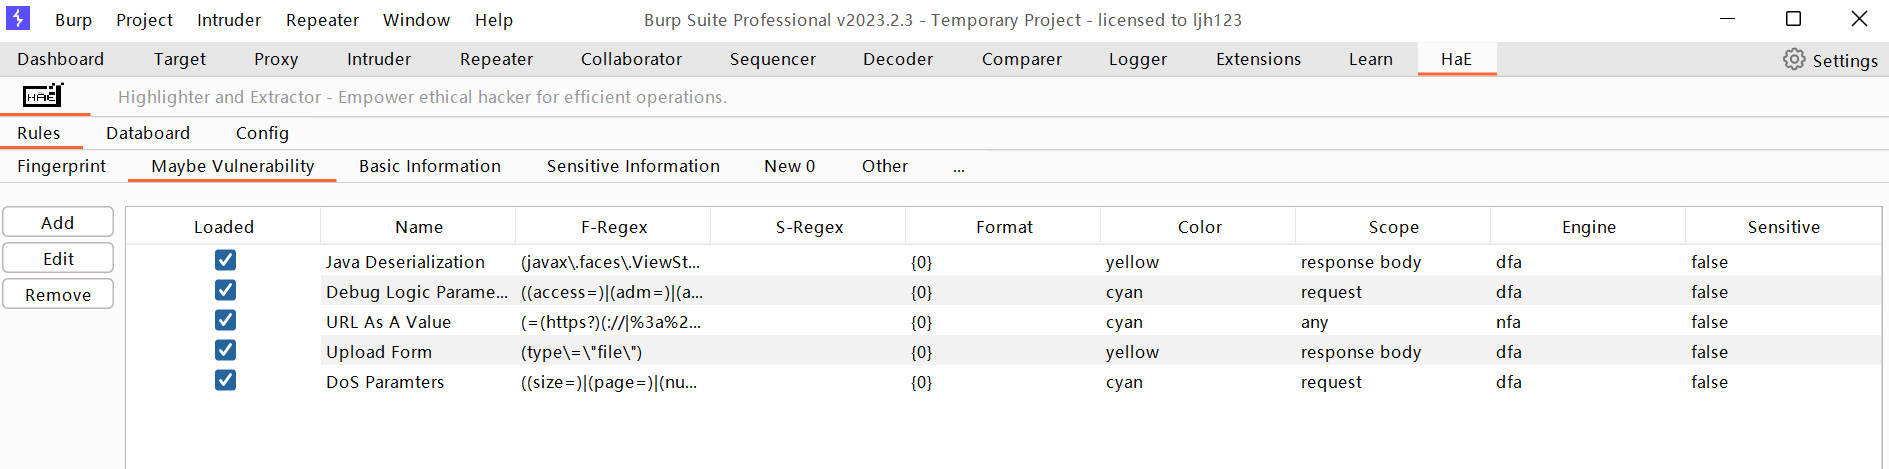 Burp Project Intruder Repeater Window Help Burp Suite Professional v2023.2.3 - Temporary Project - licensed to ljh123
Dashboard Target Proxy Intruder Repeater Collaborator Sequencer Decoder Comparer Logger Extensions Learn HaE Settings
HAE Highlighter and Extractor - Empower ethical hacker for efficient operations.
Rules Databoard Config
Fingerprint Maybe Vulnerability Basic Information Sensitive Information New 0 Other ...
Add
Edit
Remove
Loaded Name F-Regex S-Regex Format Color Scope Engine Sensitive
Java Deserialization (javax\.faces\.ViewSt... {0} yellow response body dfa false
Debug Logic Parame... ((access=)|(adm=)|(a... {0} cyan request dfa false
URL As A Value (=(https?)(://|%3a%2... {0} cyan any nfa false
Upload Form (type\=\"file\") {0} yellow response body dfa false
DoS Paramters ((size=)|(page=)|(nu... {0} cyan request dfa false